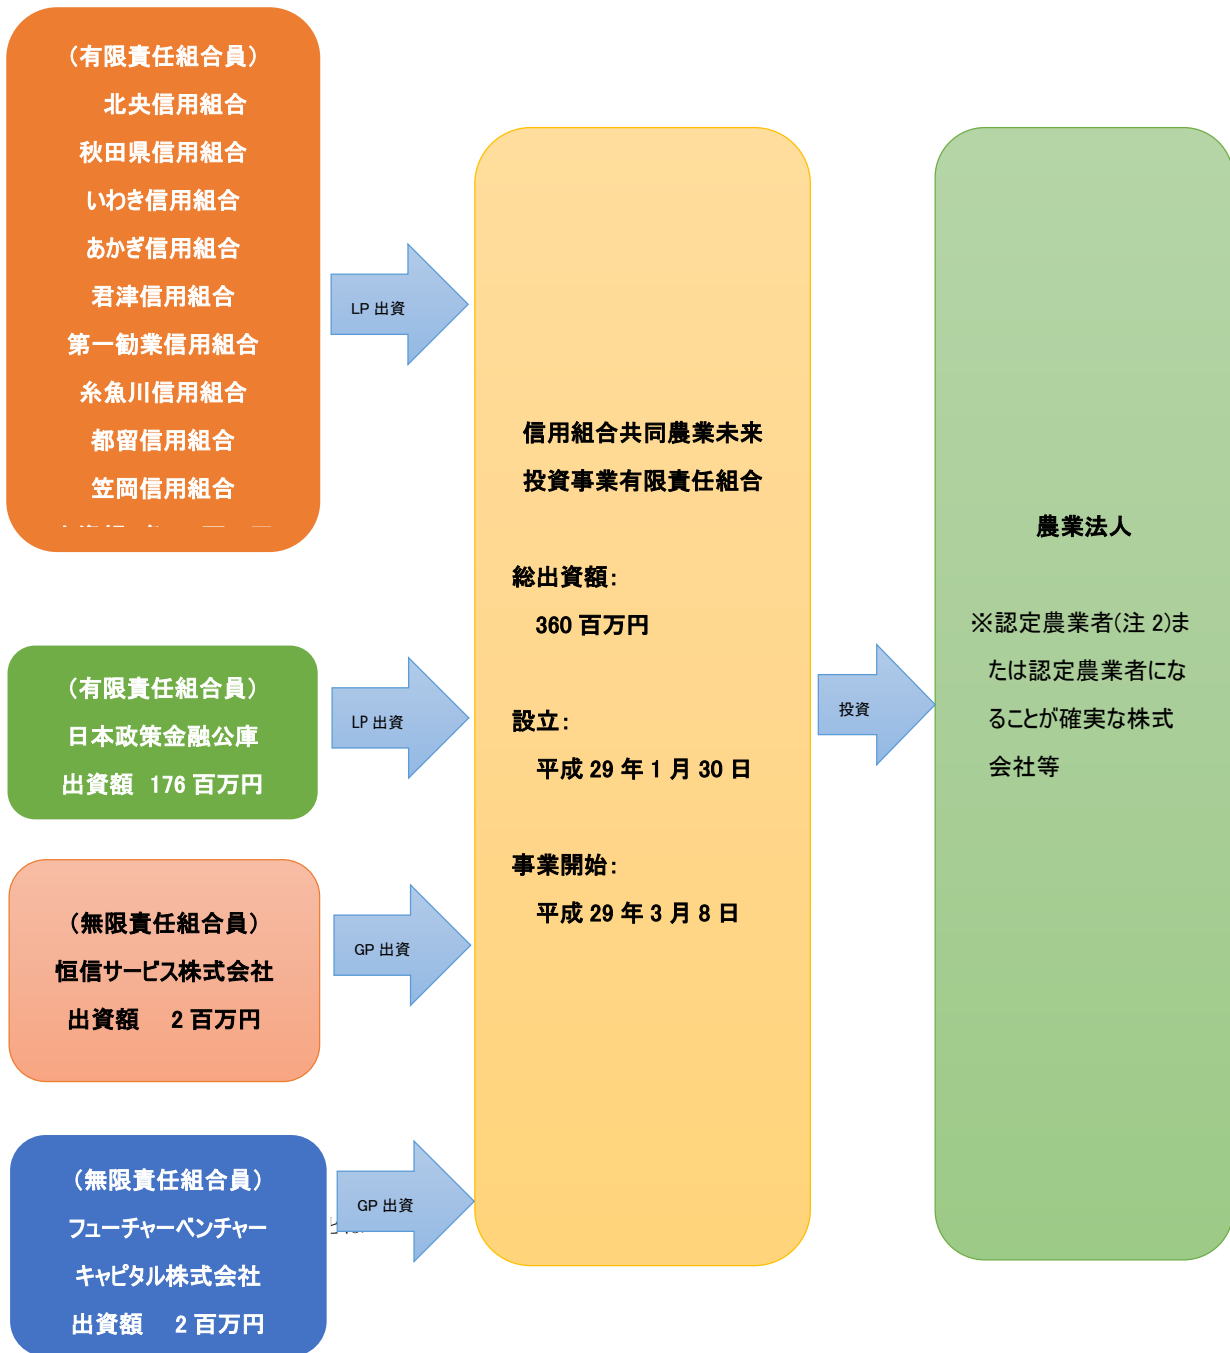 （有限責任組合員）
北央信用組合
秋田県信用組合
いわき信用組合
あかぎ信用組合
君津信用組合
第一勧業信用組合
糸魚川信用組合
都留信用組合
笠岡信用組合
LP 出資
（有限責任組合員）
日本政策金融公庫
出資額 176 百万円
LP 出資
（無限責任組合員）
恒信サービス株式会社
出資額 2 百万円
GP 出資
（無限責任組合員）
フューチャーベンチャー
キャピタル株式会社
出資額 2 百万円
GP 出資
信用組合共同農業未来
投資事業有限責任組合
総出資額：
360 百万円
設立：
平成 29 年 1 月 30 日
事業開始：
平成 29 年 3 月 8 日
投資
農業法人
※認定農業者(注 2)ま
たは認定農業者にな
ることが確実な株式
会社等